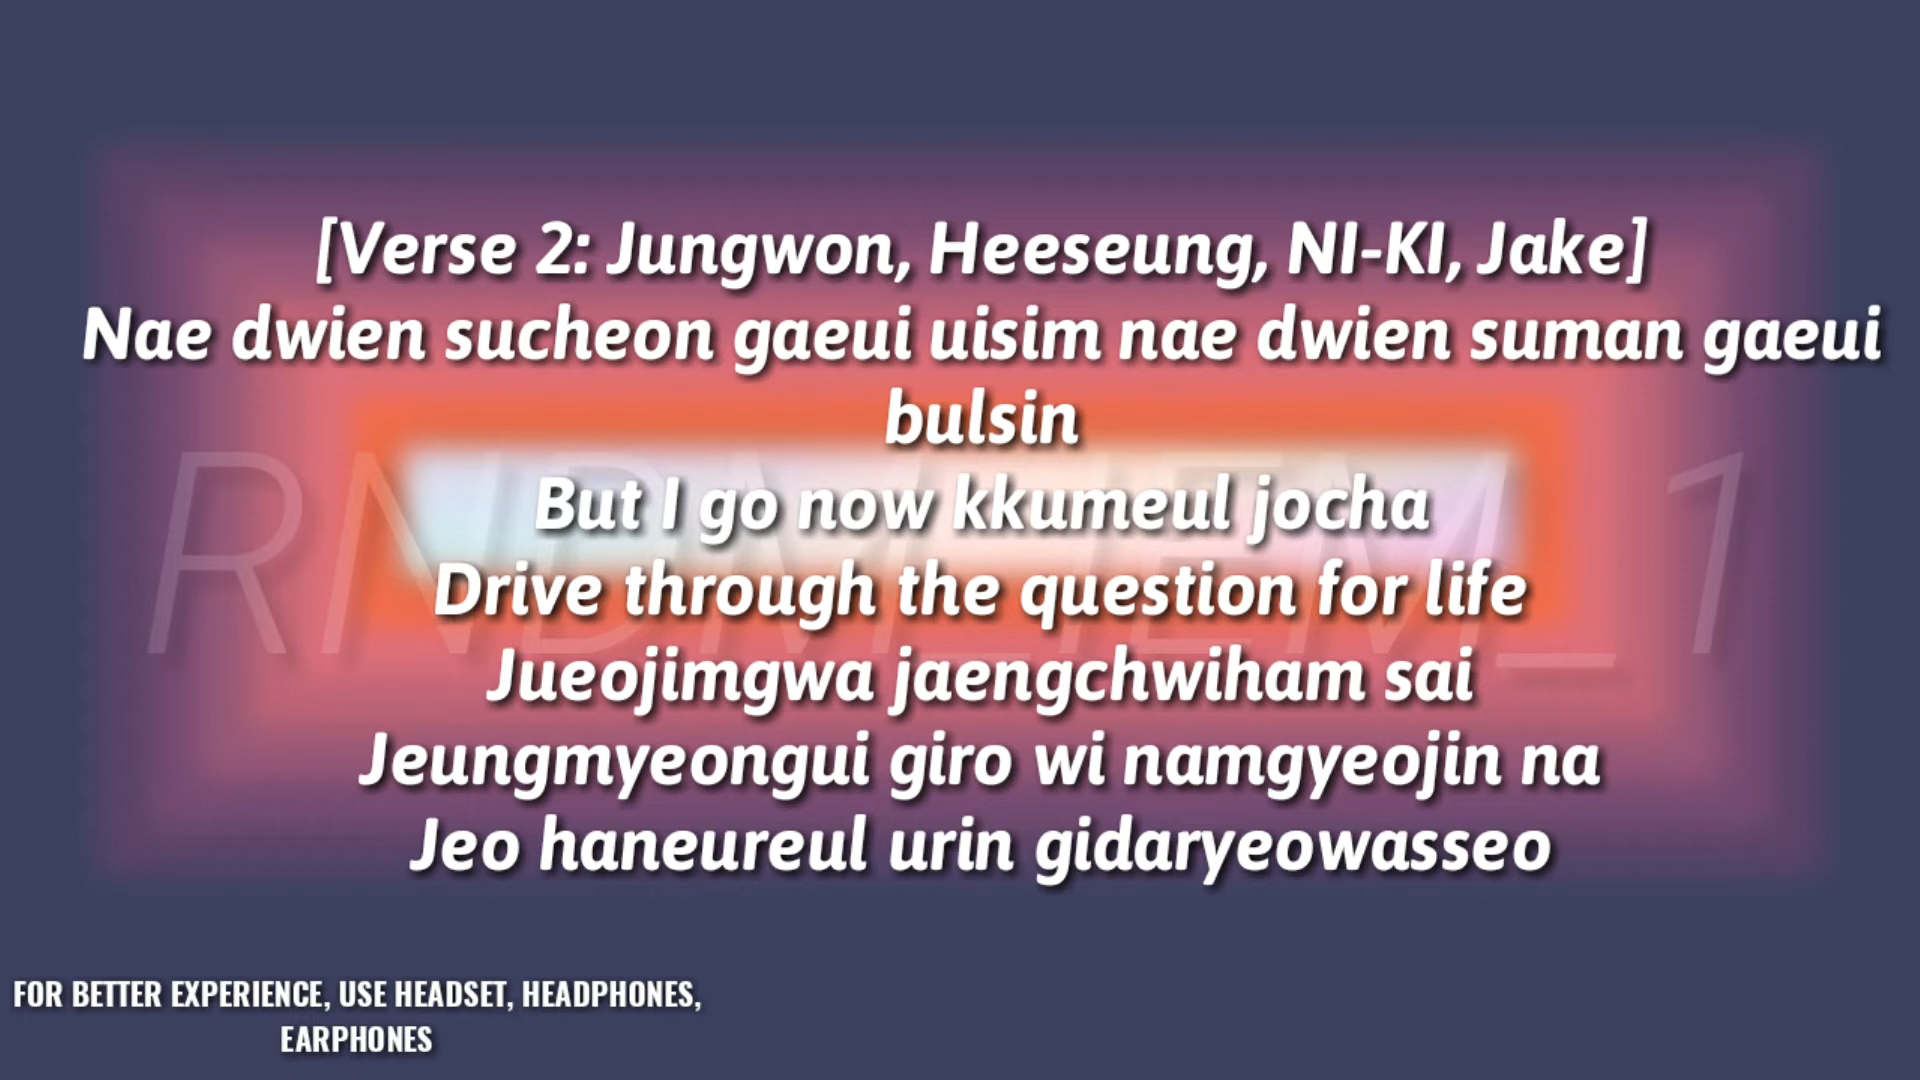 [Verse 2: Jungwon, Heeseung, NI-KI, Jake]
Nae dwien sucheon gaeui uisim nae dwien suman gaeui
bulsin
But I go now kkumeul jocha
Drive through the question for life
Jueojimgwa jaengchwiham sai
Jeungmyeongui giro wi namgyeojin na
Jeo haneureul urin gidaryeowasseo
RNDM_IEM_1
FOR BETTER EXPERIENCE, USE HEADSET, HEADPHONES,
EARPHONES